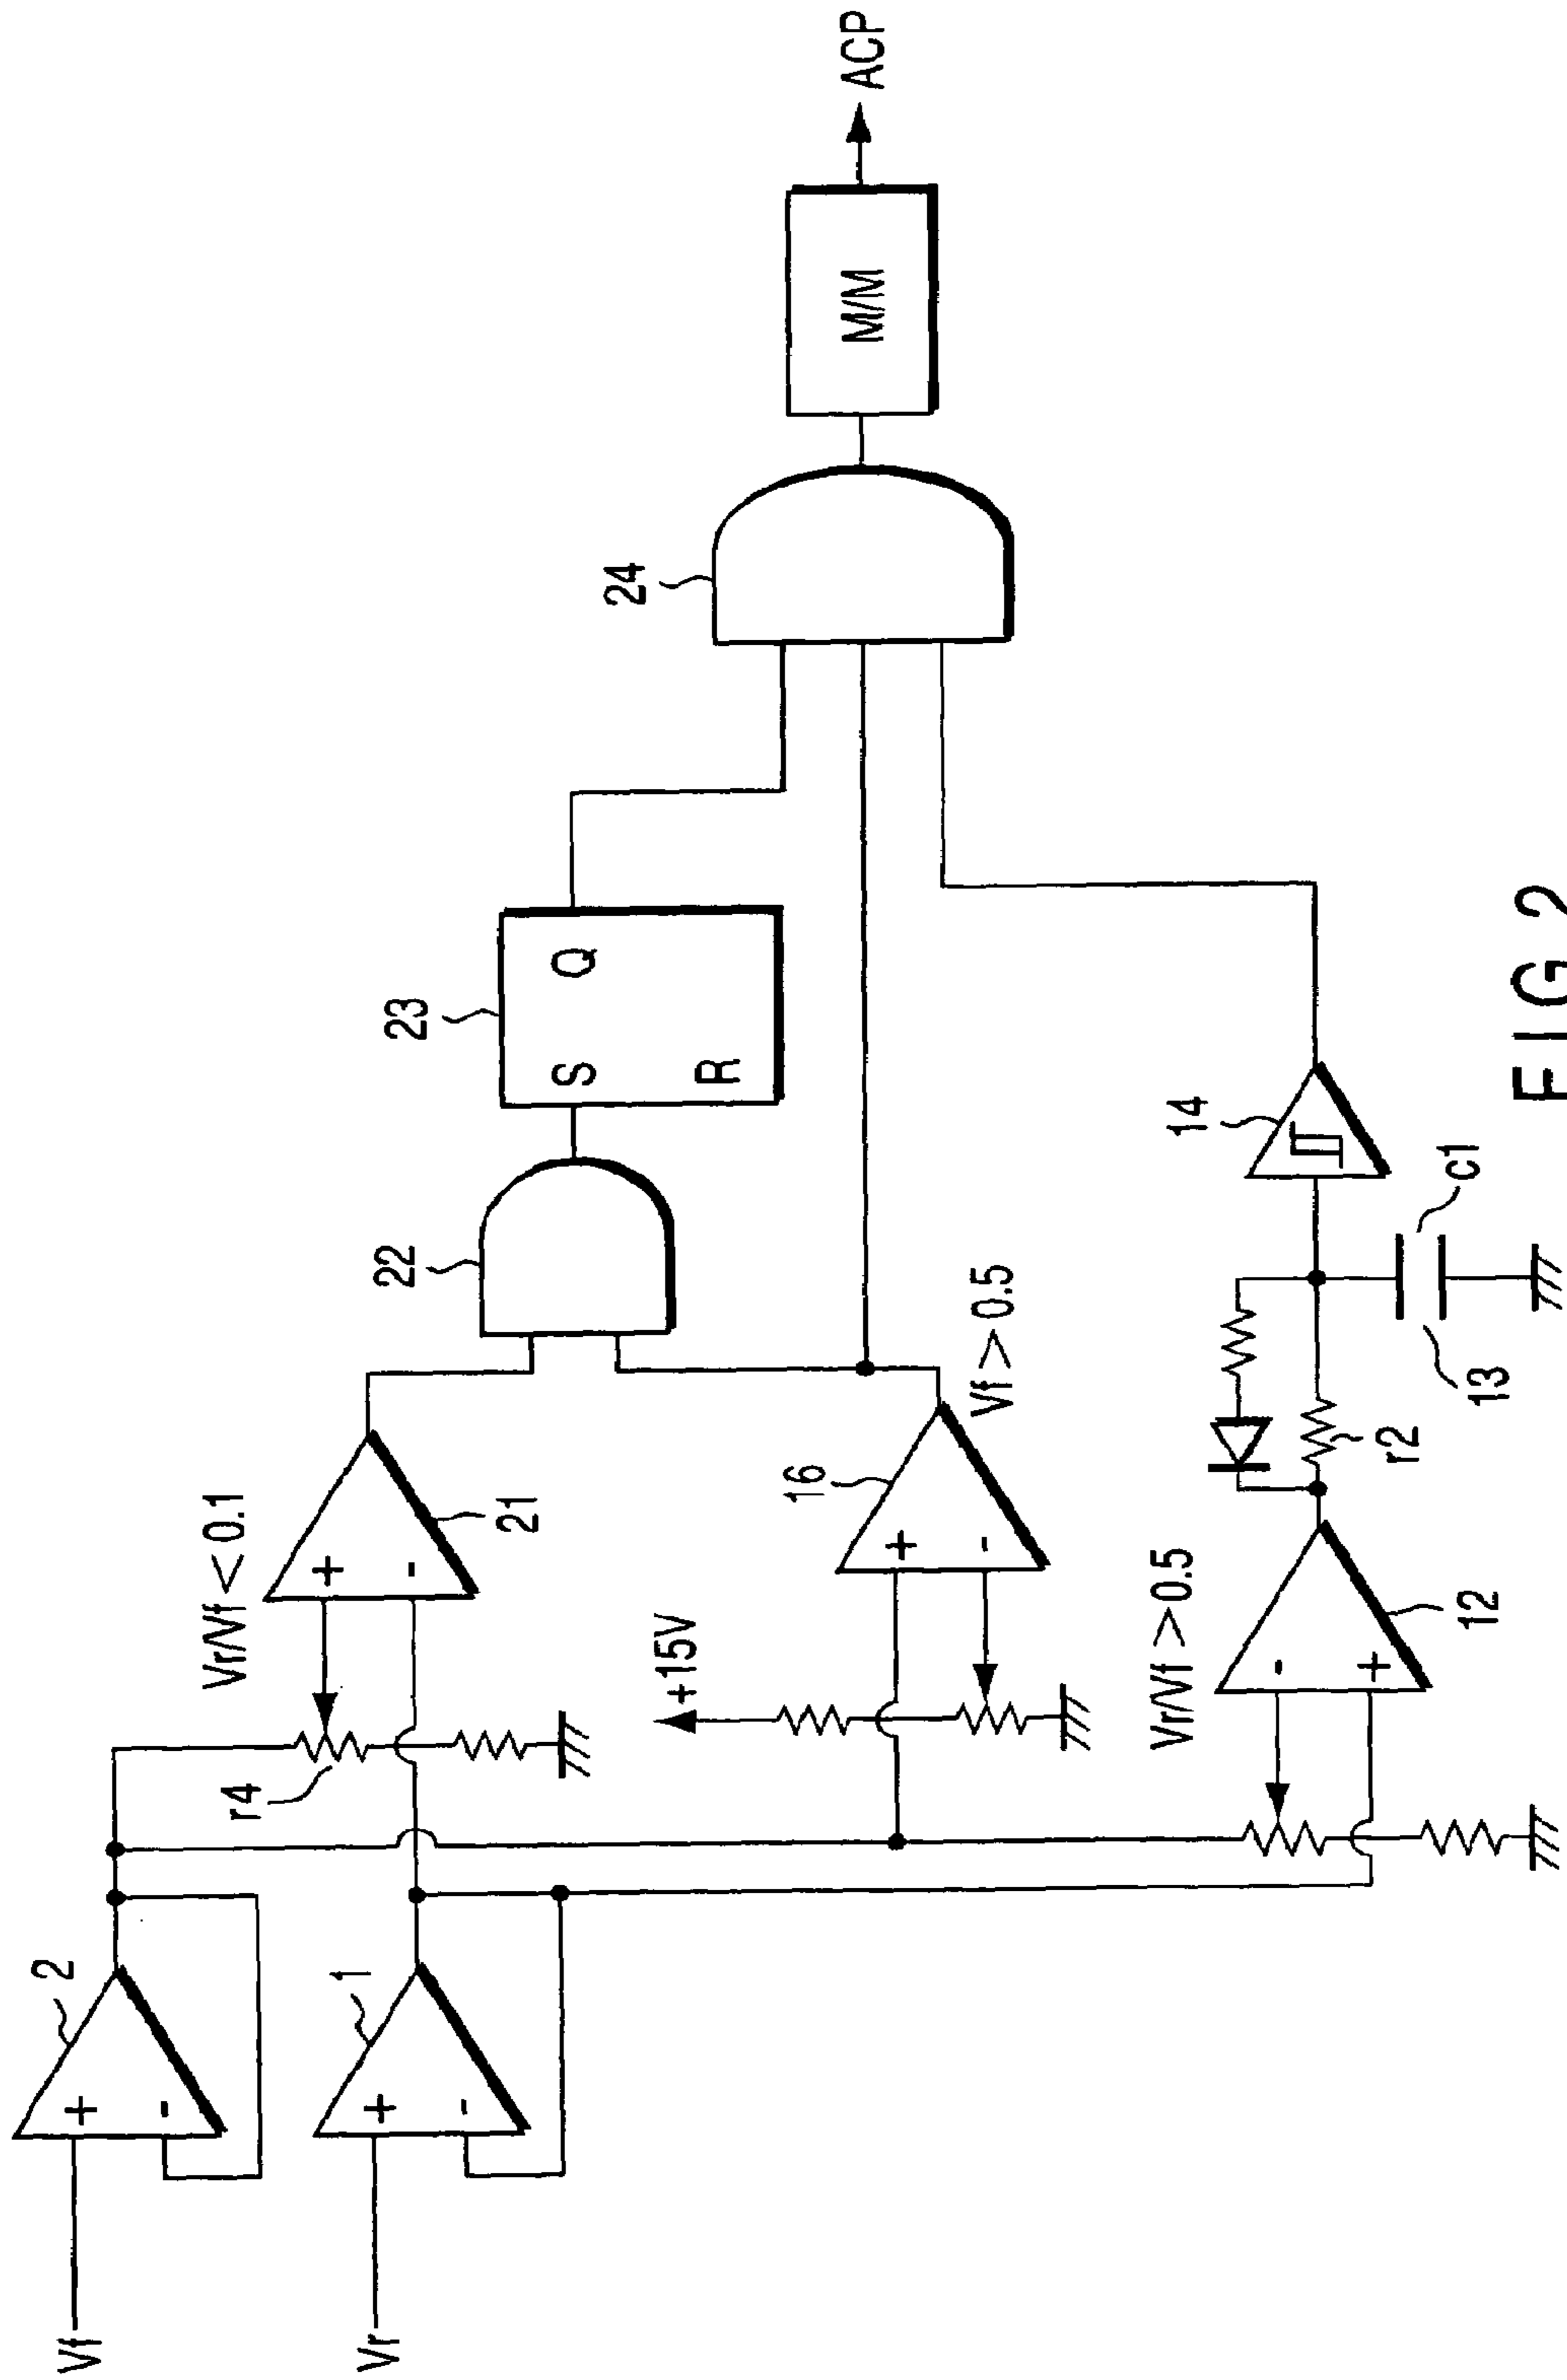 Vf
+
-
2
Vr
+
-
1
r4
Vr/Vf < 0.1
+
-
21
+15V
+
-
16
Vf > 0.5
Vr/Vf > 0.5
-
+
12
r2
13
c1
14
22
S
R
Q
23
24
M/M
ACP
FIG 2